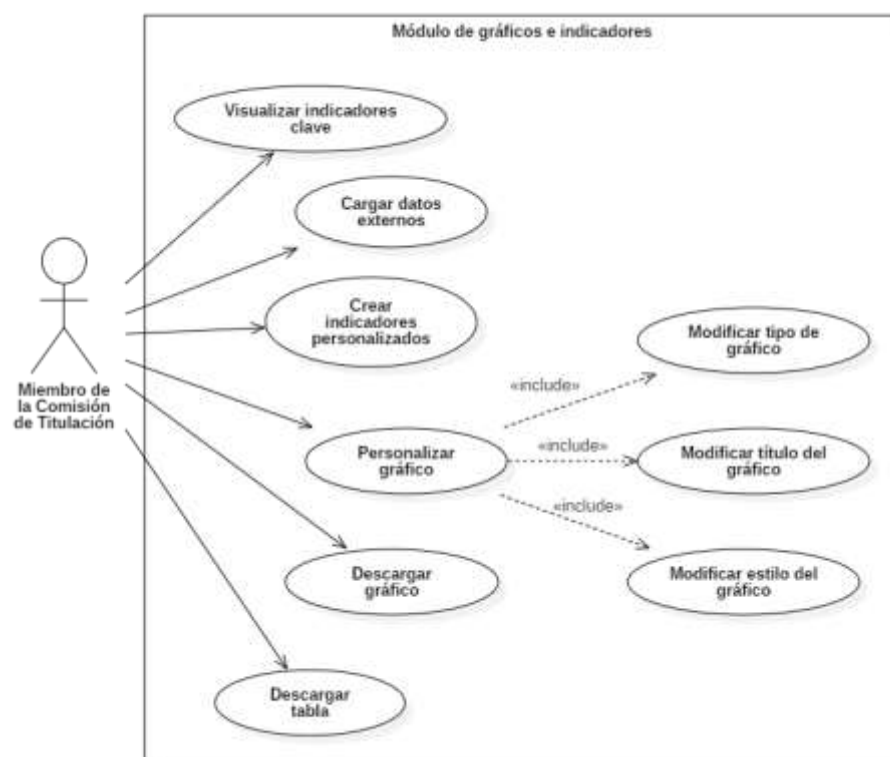 Módulo de gráficos e indicadores
Visualizar indicadores
clave
Cargar datos
externos
Crear
indicadores
personalizados
Miembro de
la Comisión
de Titulación
Modificar tipo de
gráfico
«include»
Personalizar
gráfico
«include»
Modificar título del
gráfico
«include»
Descargar
gráfico
Modificar estilo del
gráfico
Descargar
tabla